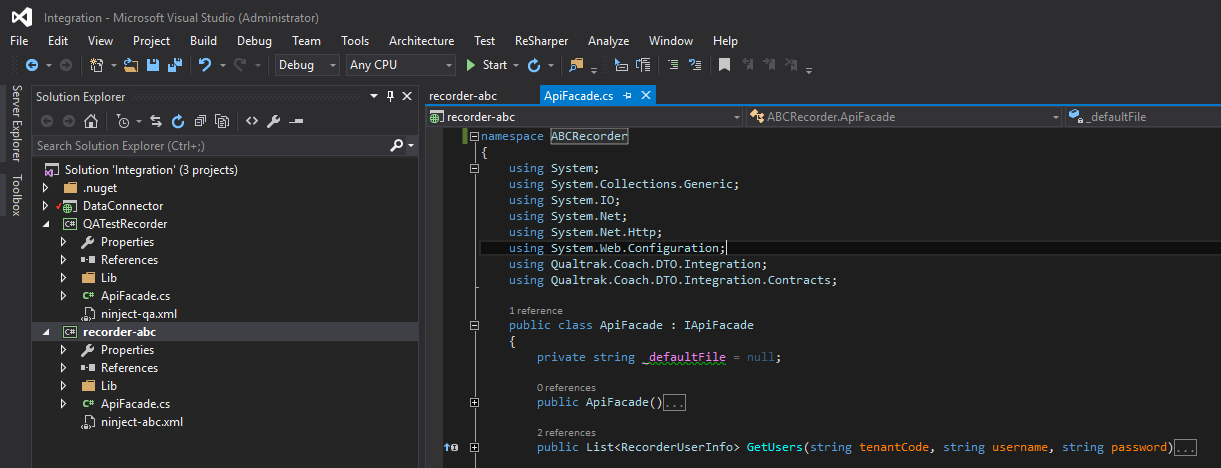 Integration - Microsoft Visual Studio (Administrator)
File Edit View Project Build Debug Team Tools Architecture Test ReSharper Analyze Window Help
Debug Any CPU Start
Server Explorer
Toolbox
Solution Explorer
Search Solution Explorer (Ctrl+;)
Solution 'Integration' (3 projects)
.nuget
DataConnector
C# QATestRecorder
Properties
References
Lib
C# ApiFacade.cs
ninject-qa.xml
C# recorder-abc
Properties
References
Lib
C# ApiFacade.cs
ninject-abc.xml
recorder-abc ApiFacade.cs
recorder-abc ABCRecorder.ApiFacade _defaultFile
namespace ABCRecorder
{
using System;
using System.Collections.Generic;
using System.IO;
using System.Net;
using System.Net.Http;
using System.Web.Configuration;
using Qualtrak.Coach.DTO.Integration;
using Qualtrak.Coach.DTO.Integration.Contracts;
1 reference
public class ApiFacade : IApiFacade
{
private string _defaultFile = null;
0 references
public ApiFacade()...
2 references
public List<RecorderUserInfo> GetUsers(string tenantCode, string username, string password)...